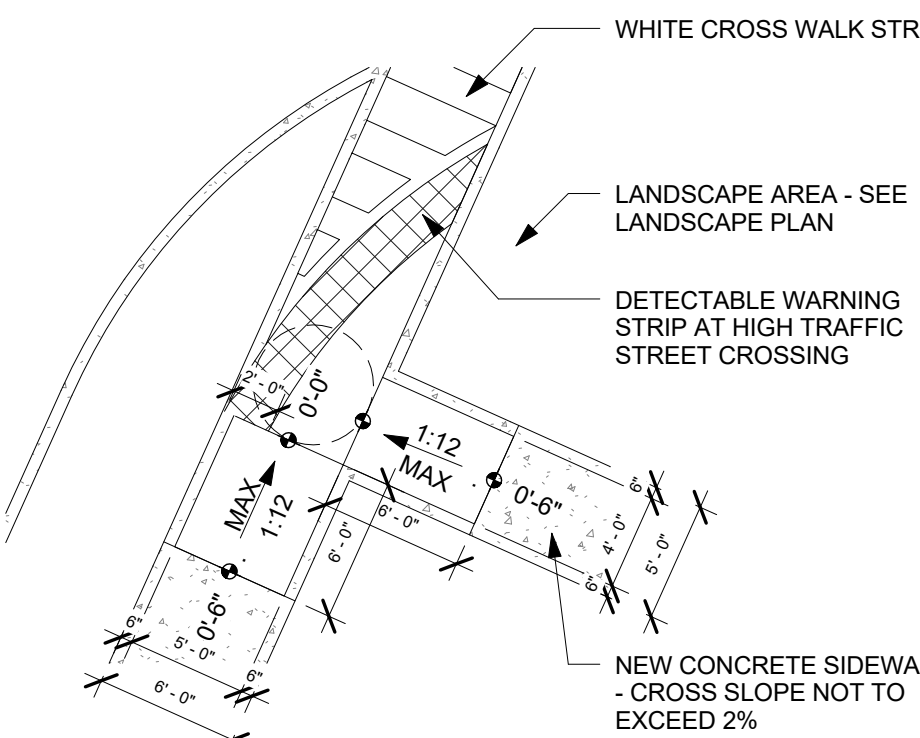 WHITE CROSS WALK STR
LANDSCAPE AREA - SEE
LANDSCAPE PLAN
DETECTABLE WARNING
STRIP AT HIGH TRAFFIC
STREET CROSSING
2' - 0"
0'-0"
1:12
MAX
MAX
1:12
0'-6"
6"
4' - 0"
5' - 0"
6"
6' - 0"
6' - 0"
0'-6"
6"
5' - 0"
6"
6' - 0"
NEW CONCRETE SIDEWA
- CROSS SLOPE NOT TO
EXCEED 2%